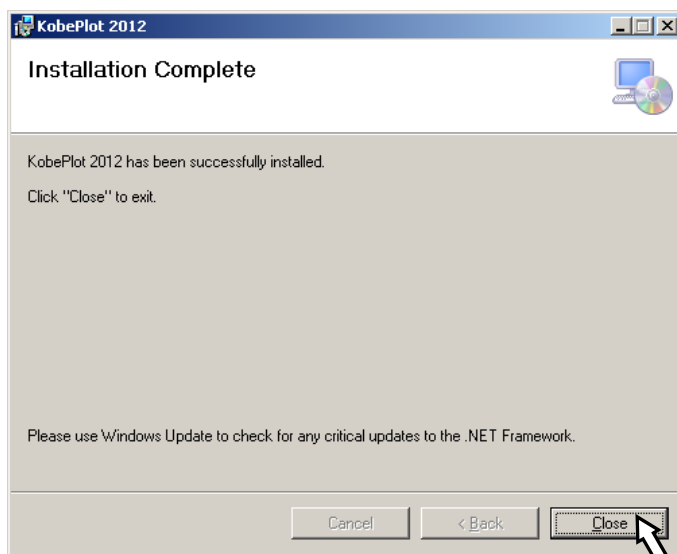 KobePlot 2012
Installation Complete
KobePlot 2012 has been successfully installed.
Click "Close" to exit.
Please use Windows Update to check for any critical updates to the .NET Framework.
Cancel
< Back
Close